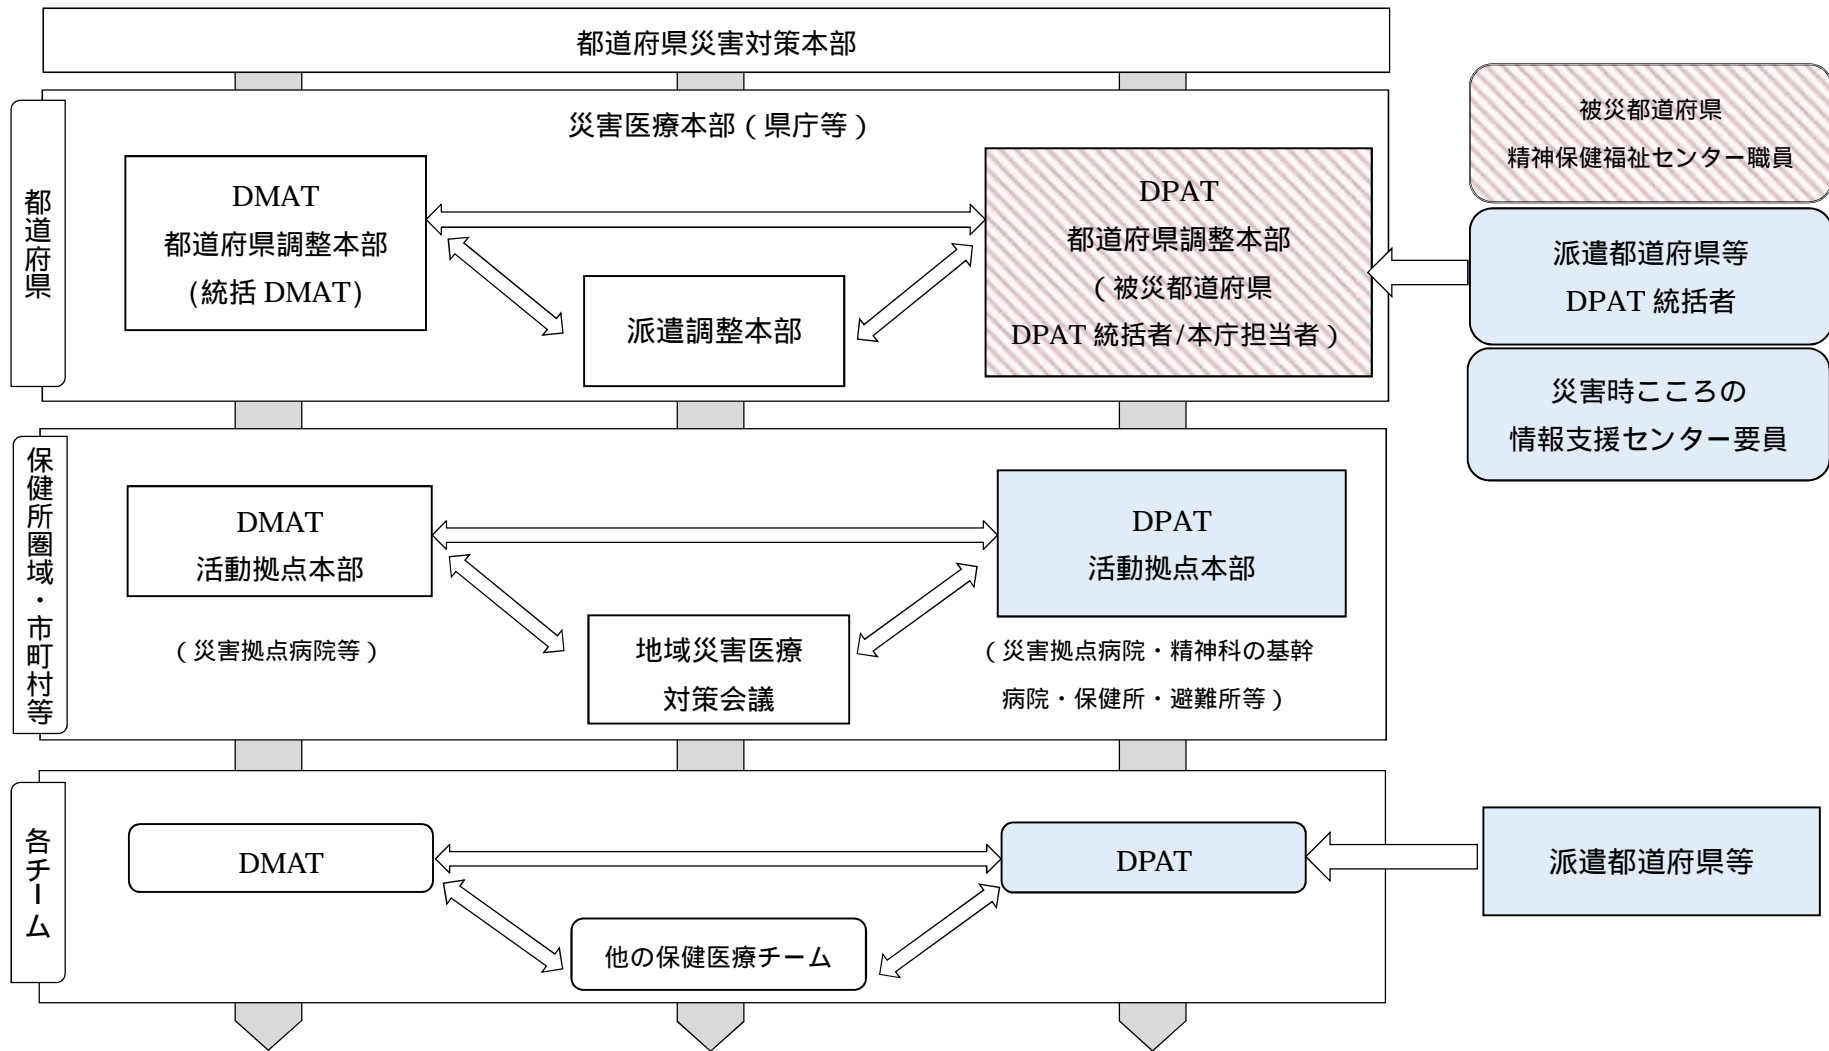 都道府県災害対策本部
都道府県
災害医療本部（県庁等）
DMAT
都道府県調整本部
(統括 DMAT)
派遣調整本部
DPAT
都道府県調整本部
（被災都道府県
DPAT 統括者/本庁担当者）
被災都道府県
精神保健福祉センター職員
派遣都道府県等
DPAT 統括者
災害時こころの
情報支援センター要員
保健所圏域・市町村等
DMAT
活動拠点本部
（災害拠点病院等）
地域災害医療
対策会議
DPAT
活動拠点本部
（災害拠点病院・精神科の基幹
病院・保健所・避難所等）
各チーム
DMAT
他の保健医療チーム
DPAT
派遣都道府県等